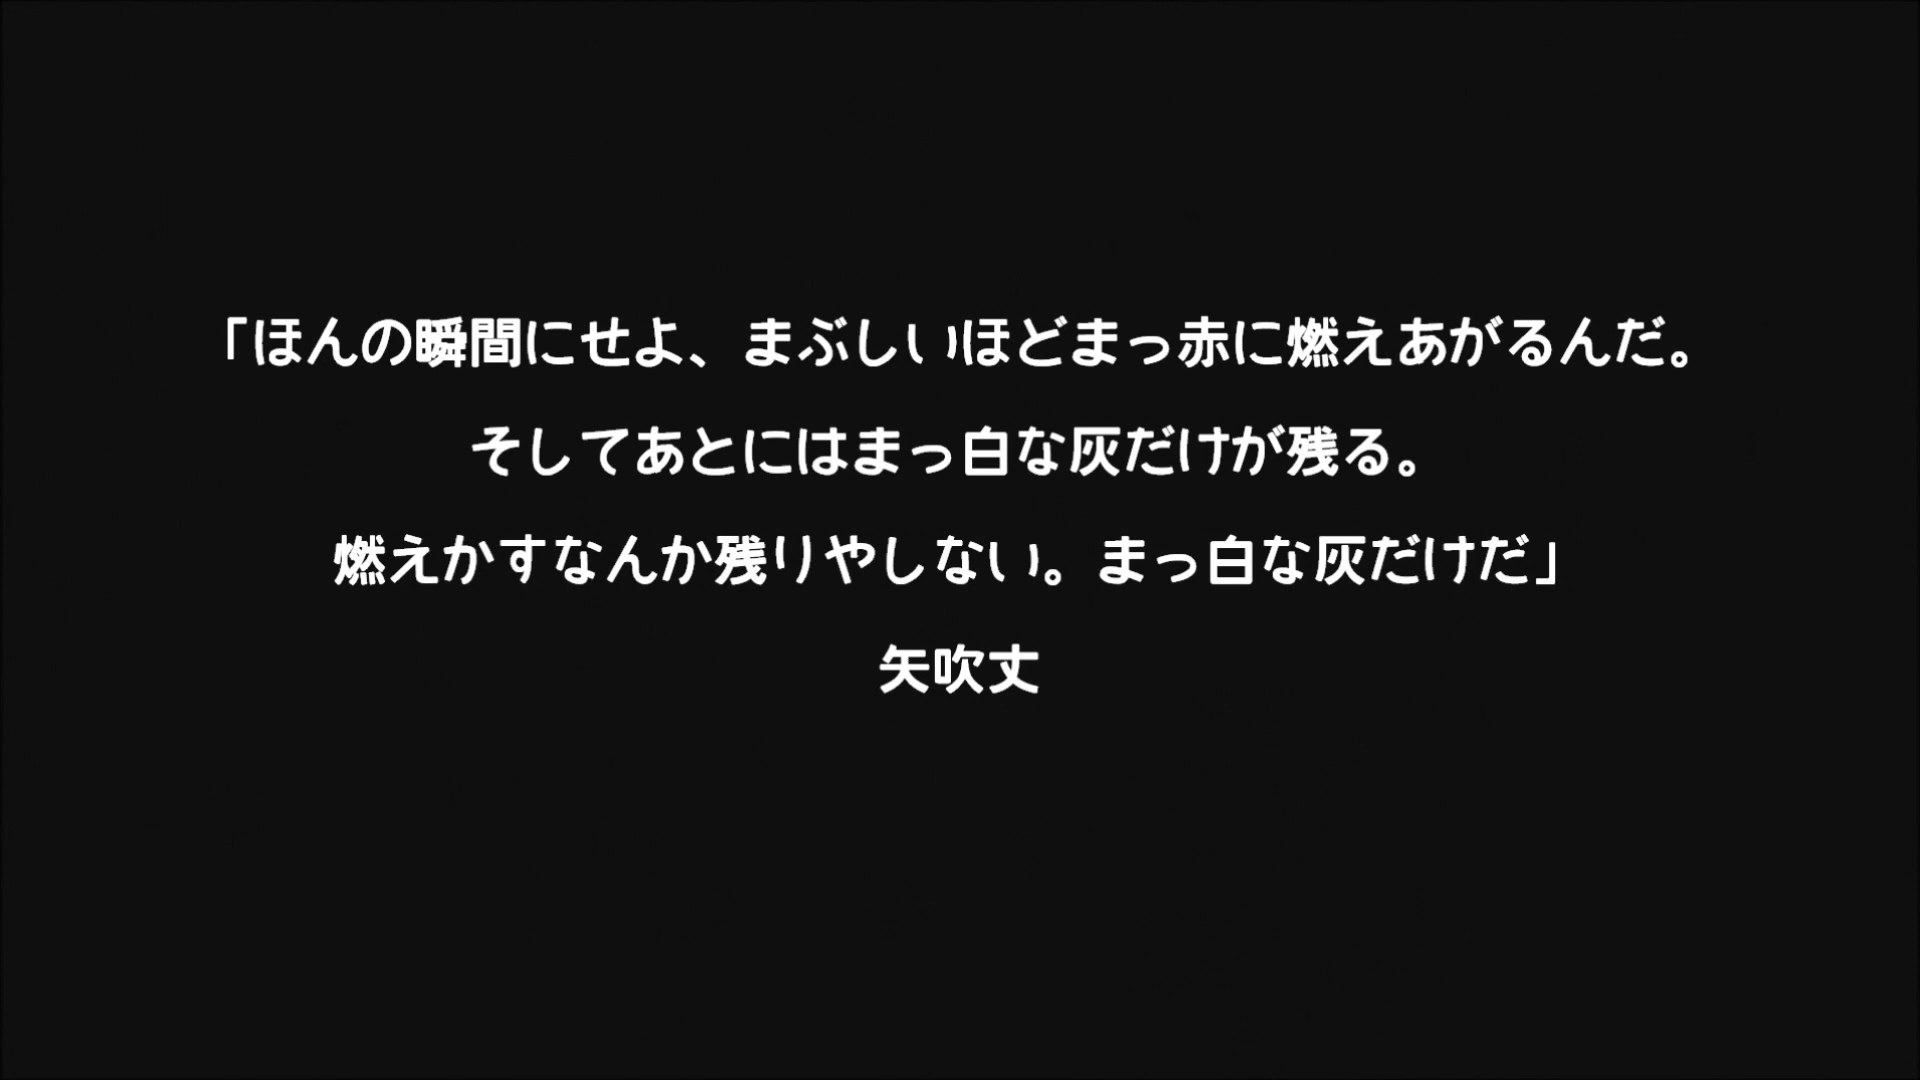 「ほんの瞬間にせよ、まぶしいほどまっ赤に燃えあがるんだ。
そしてあとにはまっ白な灰だけが残る。
燃えかすなんか残りやしない。まっ白な灰だけだ」
矢吹丈